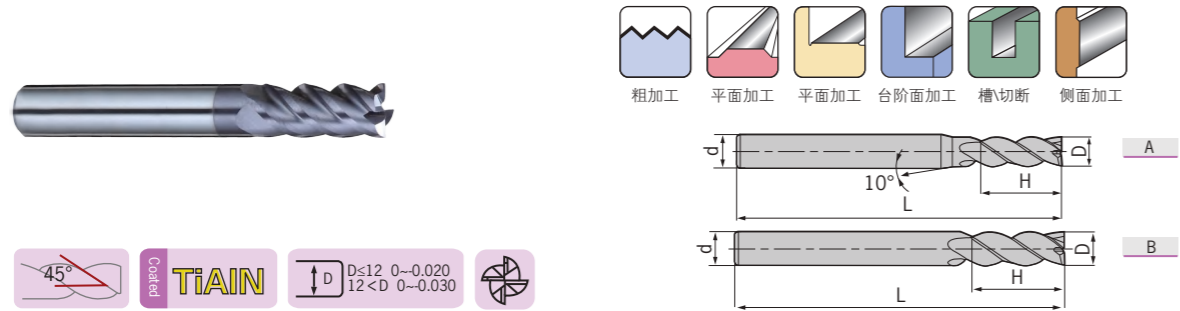 粗加工
平面加工
平面加工
台阶面加工
槽\切断
侧面加工
d
10°
H
L
D
A
d
H
L
D
B
45°
Coated
TiAlN
D
D≤12 0~-0.020
12<D 0~-0.030